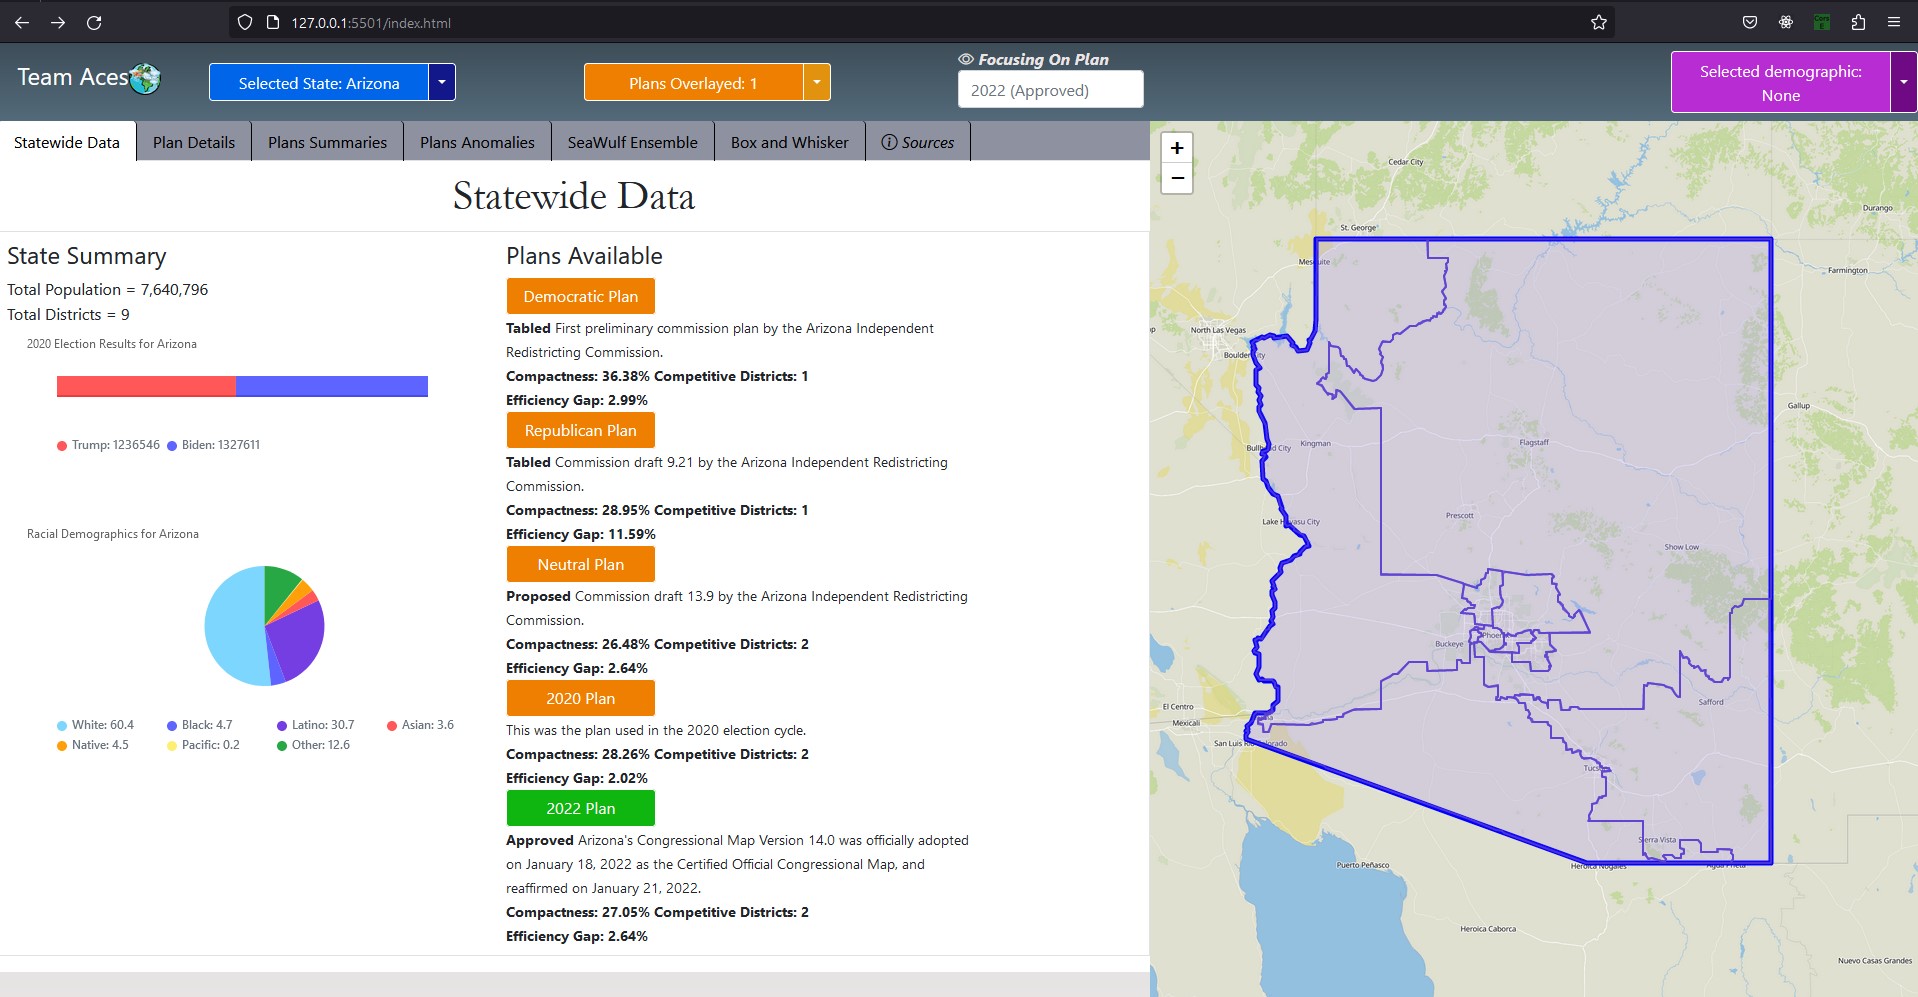 127.0.0.1:5501/index.html
Team Aces
Selected State: Arizona
Plans Overlayed: 1
Focusing On Plan
2022 (Approved)
Selected demographic:
None
Statewide Data
Plan Details
Plans Summaries
Plans Anomalies
SeaWulf Ensemble
Box and Whisker
Sources
Statewide Data
State Summary
Total Population = 7,640,796
Total Districts = 9
2020 Election Results for Arizona
Trump: 1236546
Biden: 1327611
Racial Demographics for Arizona
White: 60.4
Black: 4.7
Latino: 30.7
Asian: 3.6
Native: 4.5
Pacific: 0.2
Other: 12.6
Plans Available
Democratic Plan
Tabled First preliminary commission plan by the Arizona Independent
Redistricting Commission.
Compactness: 36.38% Competitive Districts: 1
Efficiency Gap: 2.99%
Republican Plan
Tabled Commission draft 9.21 by the Arizona Independent Redistricting
Commission.
Compactness: 28.95% Competitive Districts: 1
Efficiency Gap: 11.59%
Neutral Plan
Proposed Commission draft 13.9 by the Arizona Independent Redistricting
Commission.
Compactness: 26.48% Competitive Districts: 2
Efficiency Gap: 2.64%
2020 Plan
This was the plan used in the 2020 election cycle.
Compactness: 28.26% Competitive Districts: 2
Efficiency Gap: 2.02%
2022 Plan
Approved Arizona's Congressional Map Version 14.0 was officially adopted
on January 18, 2022 as the Certified Official Congressional Map, and
reaffirmed on January 21, 2022.
Compactness: 27.05% Competitive Districts: 2
Efficiency Gap: 2.64%
+
−
Cedar City
Durango
St. George
Mesquite
Farmington
North Las Vegas
Boulder City
Gallup
Kingman
Flagstaff
Bullhead City
Prescott
Lake Havasu City
Show Low
Buckeye
Phoenix
Safford
El Centro
Mexicali
San Luis Río Colorado
Tucson
Sierra Vista
Heroica Nogales
Agua Prieta
Puerto Peñasco
Heroica Caborca
Nuevo Casas Grandes